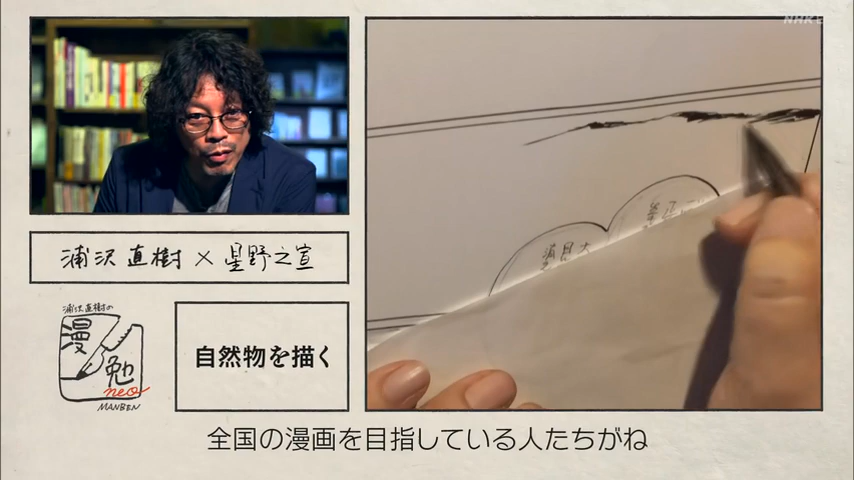 NHKE
浦沢直樹×星野之宣
浦沢直樹の
漫
勉
neo
MANBEN
自然物を描く
全国の漫画を目指している人たちがね